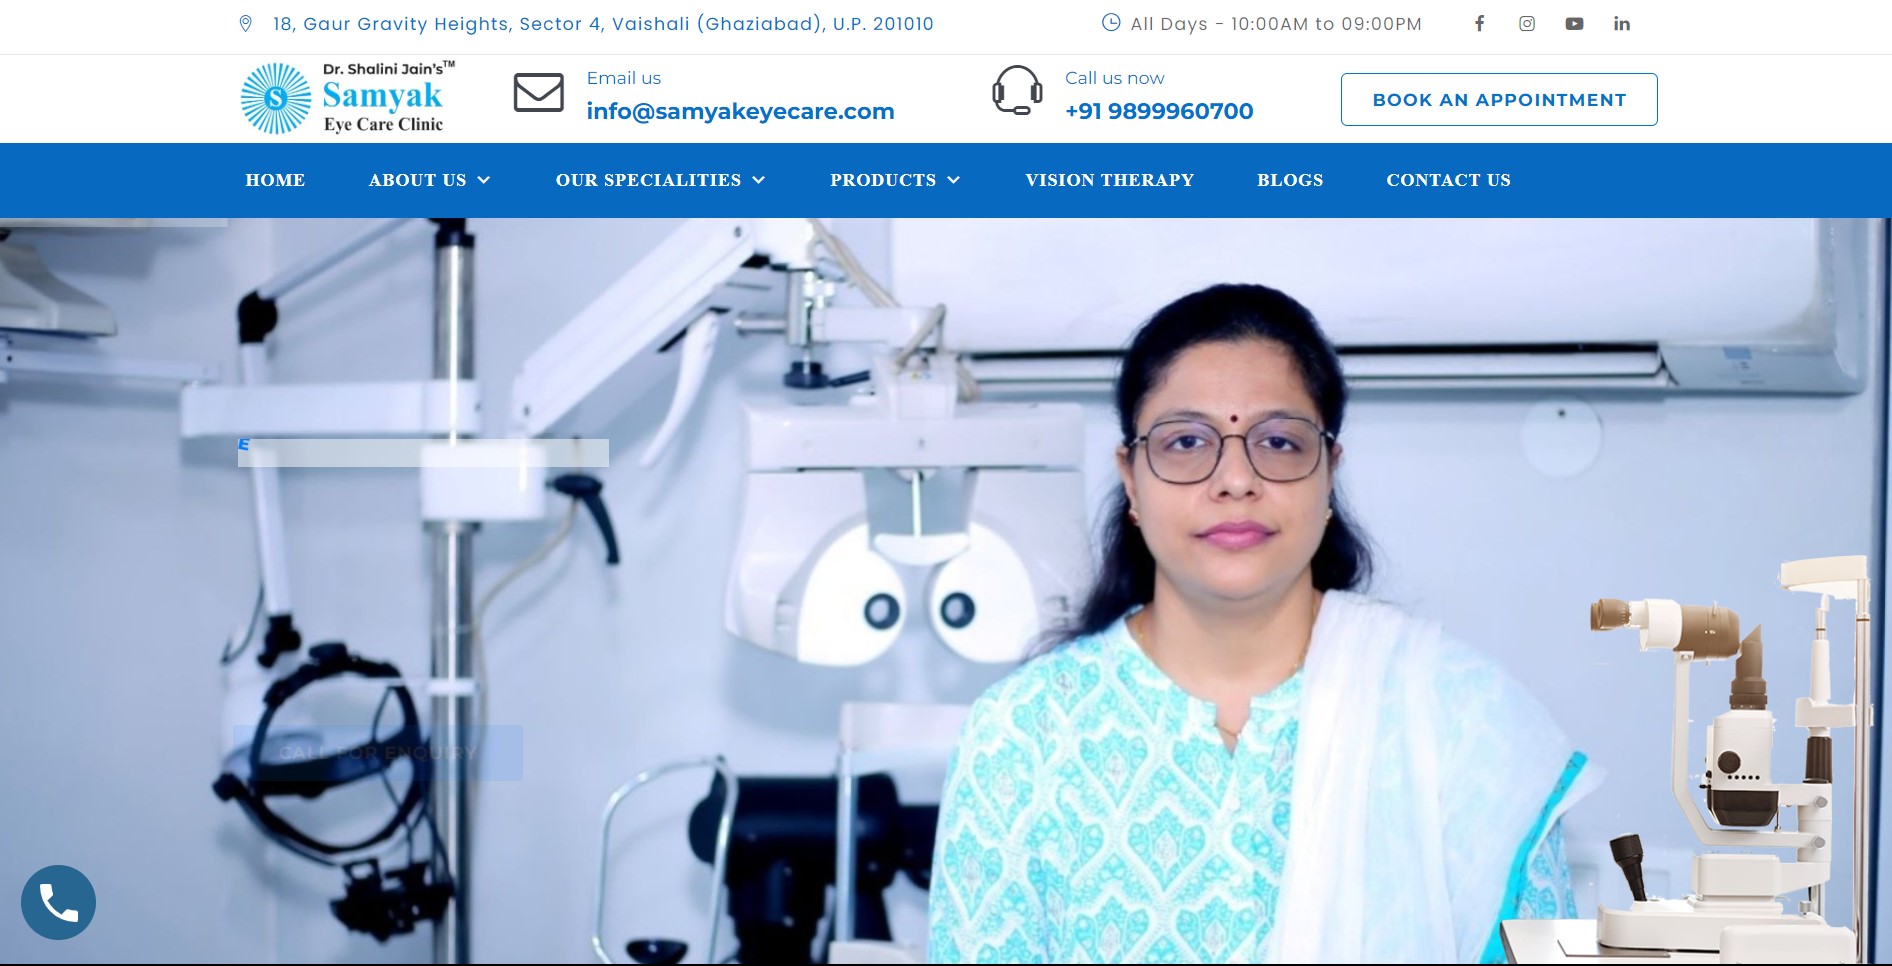 18, Gaur Gravity Heights, Sector 4, Vaishali (Ghaziabad), U.P. 201010
All Days - 10:00AM to 09:00PM
Dr. Shalini Jain's™
Samyak
Eye Care Clinic
S
Email us
info@samyakeyecare.com
Call us now
+91 9899960700
BOOK AN APPOINTMENT
HOME
ABOUT US
OUR SPECIALITIES
PRODUCTS
VISION THERAPY
BLOGS
CONTACT US
E
CALL FOR ENQUIRY